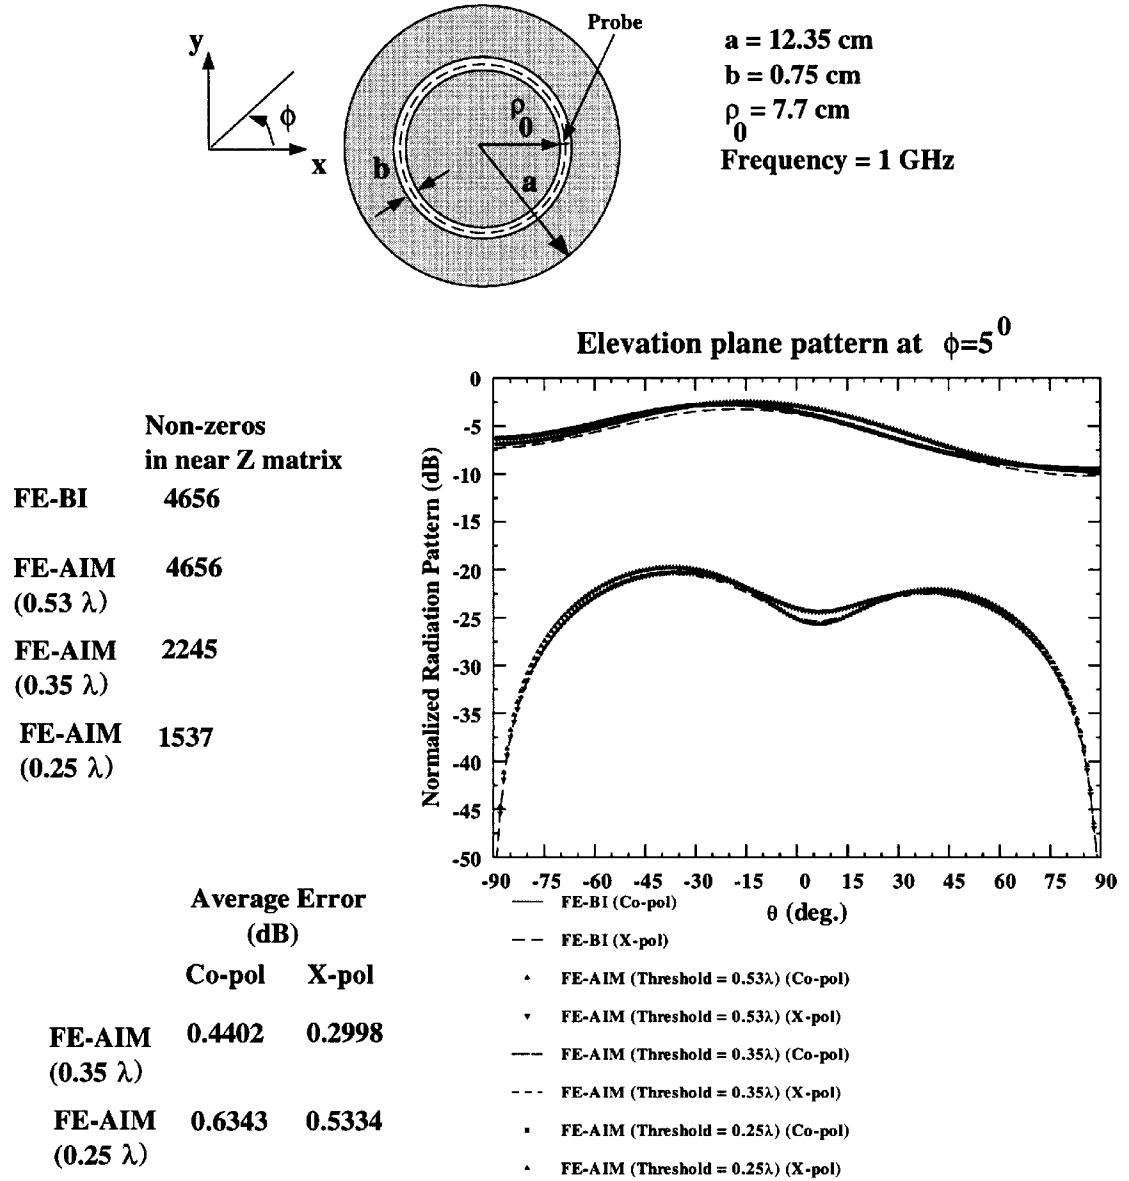 Probe
y
ϕ
x
ρ
0
b
a
a = 12.35 cm
b = 0.75 cm
ρ
0
= 7.7 cm
Frequency = 1 GHz
Elevation plane pattern at ϕ=5⁰
Non-zeros
in near Z matrix
FE-BI 4656
FE-AIM 4656
(0.53 λ)
FE-AIM 2245
(0.35 λ)
FE-AIM 1537
(0.25 λ)
Normalized Radiation Pattern (dB)
0
-5
-10
-15
-20
-25
-30
-35
-40
-45
-50
-90 -75 -60 -45 -30 -15 0 15 30 45 60 75 90
θ (deg.)
Average Error
(dB)
Co-pol X-pol
FE-AIM 0.4402 0.2998
(0.35 λ)
FE-AIM 0.6343 0.5334
(0.25 λ)
FE-BI (Co-pol)
FE-BI (X-pol)
FE-AIM (Threshold = 0.53λ) (Co-pol)
FE-AIM (Threshold = 0.53λ) (X-pol)
FE-AIM (Threshold = 0.35λ) (Co-pol)
FE-AIM (Threshold = 0.35λ) (X-pol)
FE-AIM (Threshold = 0.25λ) (Co-pol)
FE-AIM (Threshold = 0.25λ) (X-pol)